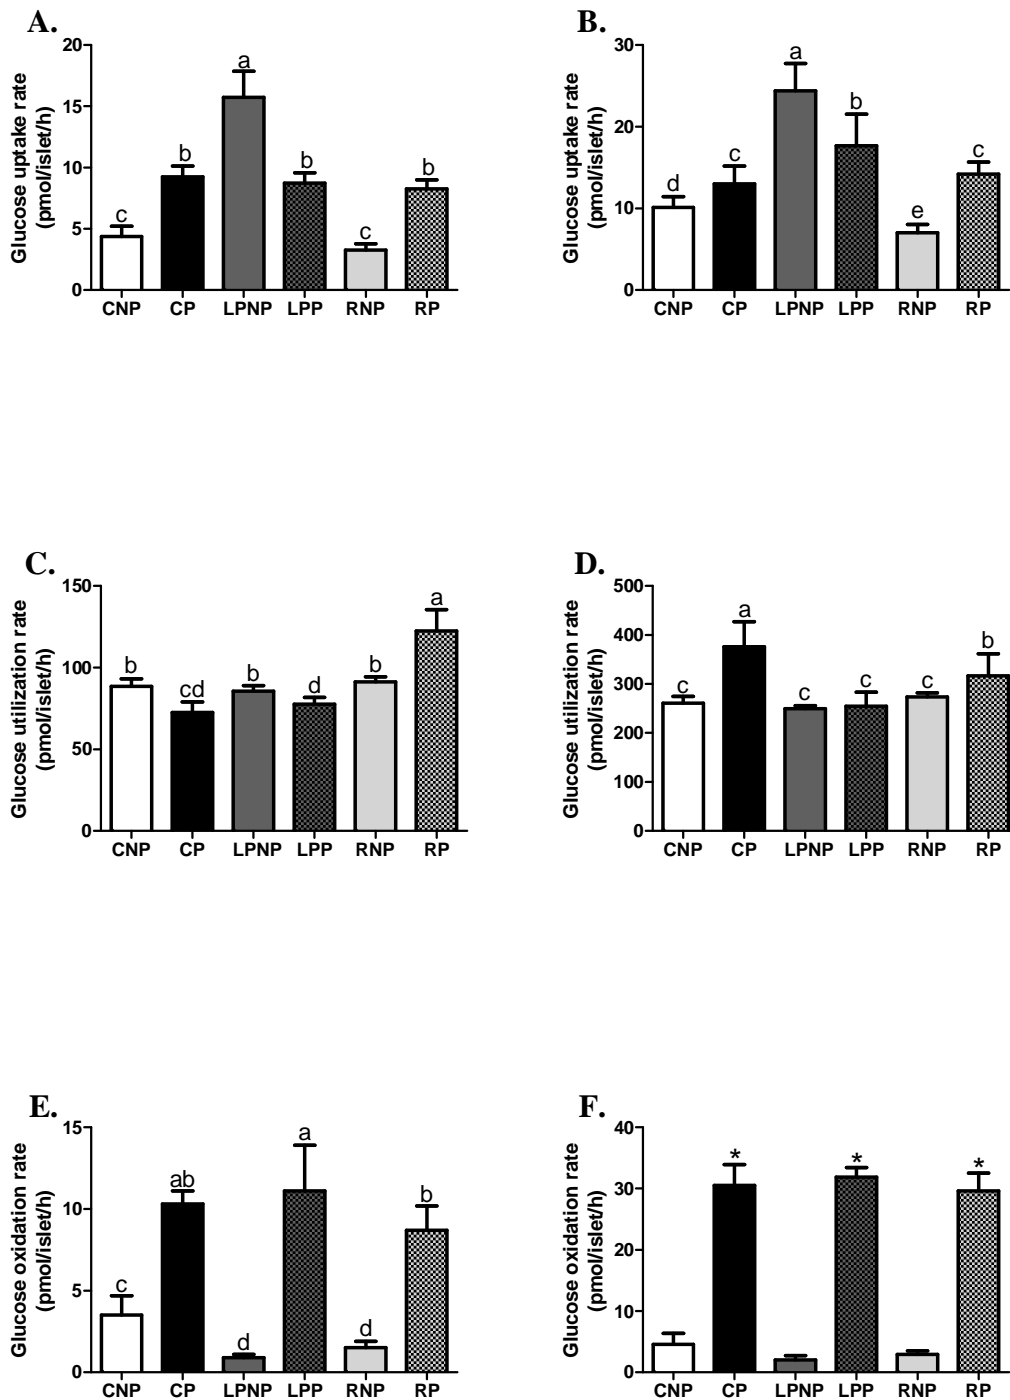 A.
Glucose uptake rate
(pmol/islet/h)
20
15
10
5
0
c
b
a
b
c
b
CNP CP LPNP LPP RNP RP
B.
Glucose uptake rate
(pmol/islet/h)
30
20
10
0
d
c
a
b
e
c
CNP CP LPNP LPP RNP RP
C.
Glucose utilization rate
(pmol/islet/h)
150
100
50
0
b
cd
b
d
b
a
CNP CP LPNP LPP RNP RP
D.
Glucose utilization rate
(pmol/islet/h)
500
400
300
200
100
0
c
a
c
c
c
b
CNP CP LPNP LPP RNP RP
E.
Glucose oxidation rate
(pmol/islet/h)
15
10
5
0
c
ab
d
a
d
b
CNP CP LPNP LPP RNP RP
F.
Glucose oxidation rate
(pmol/islet/h)
40
30
20
10
0
*
*
*
CNP CP LPNP LPP RNP RP